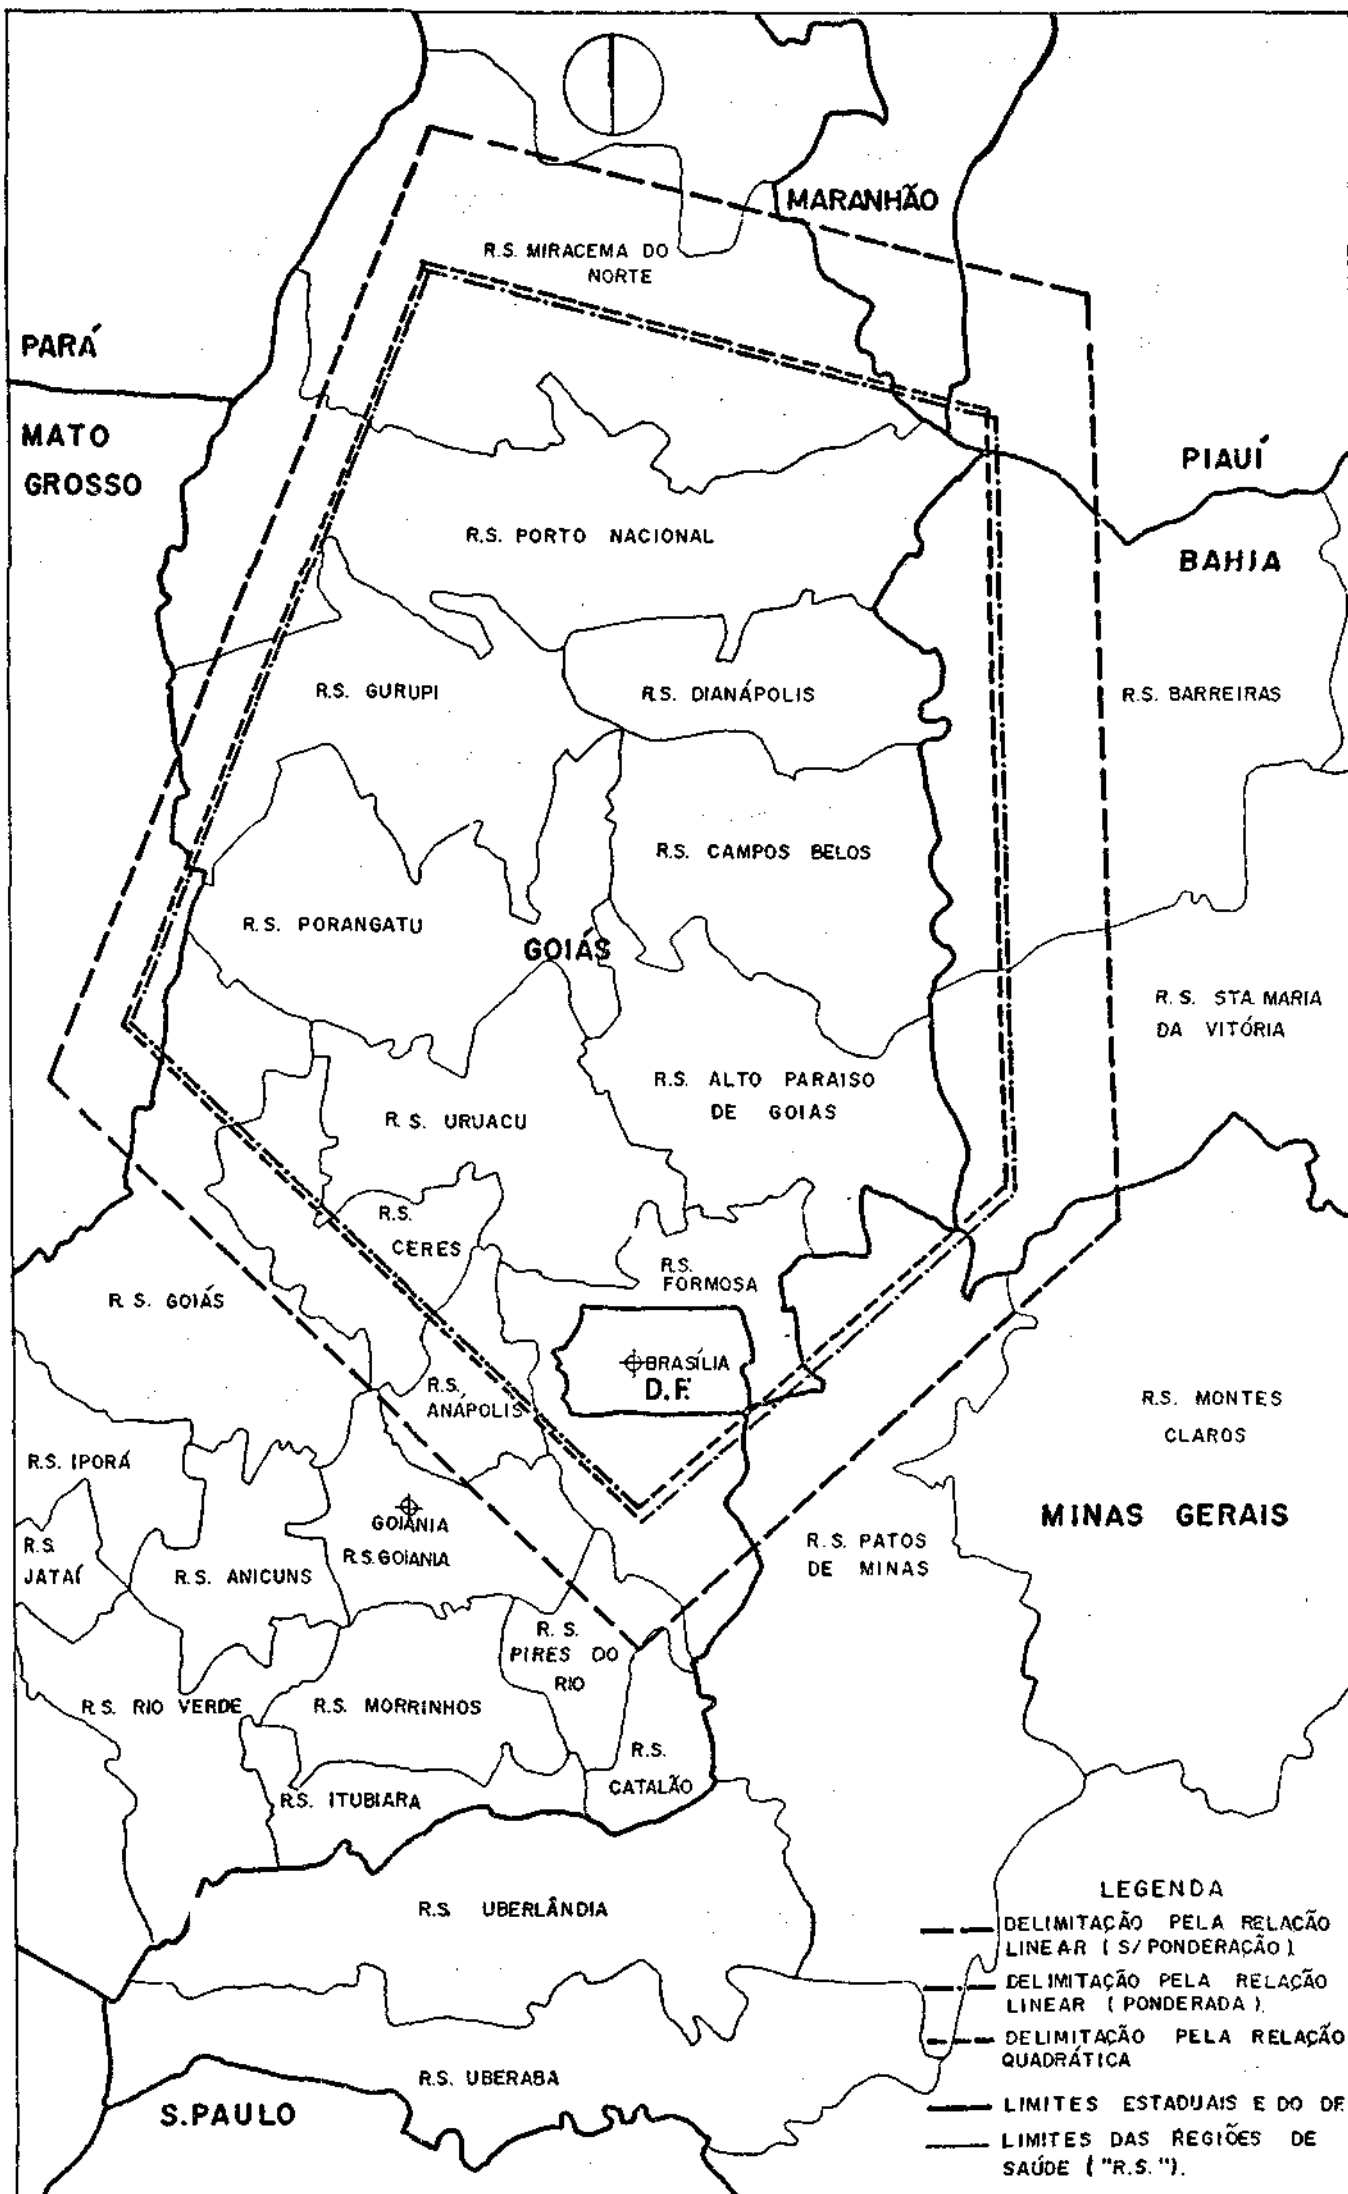 MARANHÃO
R.S. MIRACEMA DO
NORTE
PARÁ
MATO
GROSSO
PIAUÍ
R.S. PORTO NACIONAL
BAHIA
R.S. GURUPI
R.S. DIANÁPOLIS
R.S. BARREIRAS
R.S. CAMPOS BELOS
R.S. PORANGATU
GOIÁS
R. S. STA. MARIA
DA VITÓRIA
R.S. ALTO PARAISO
DE GOIAS
R. S. URUACU
R.S.
CERES
R.S.
FORMOSA
R. S. GOIÁS
BRASÍLIA
D.F.
R.S.
ANÁPOLIS
R.S. MONTES
CLAROS
R.S. IPORÁ
GOIÂNIA
R.S. GOIANIA
MINAS GERAIS
R.S.
JATAÍ
R.S. ANICUNS
R.S. PATOS
DE MINAS
R. S.
PIRES DO
RIO
R.S. RIO VERDE
R.S. MORRINHOS
R.S.
CATALÃO
R.S. ITUBIARA
R.S. UBERLÂNDIA
LEGENDA
DELIMITAÇÃO PELA RELACÃO
LINEAR ( S/ PONDERAÇÃO ).
DELIMITAÇÃO PELA RELAÇÃO
LINEAR ( PONDERADA ).
DELIMITAÇÃO PELA RELAÇÃO
QUADRÁTICA
R.S. UBERABA
S.PAULO
LIMITES ESTADUAIS E DO DF.
LIMITES DAS REGIÕES DE
SAÚDE ( "R.S. ").